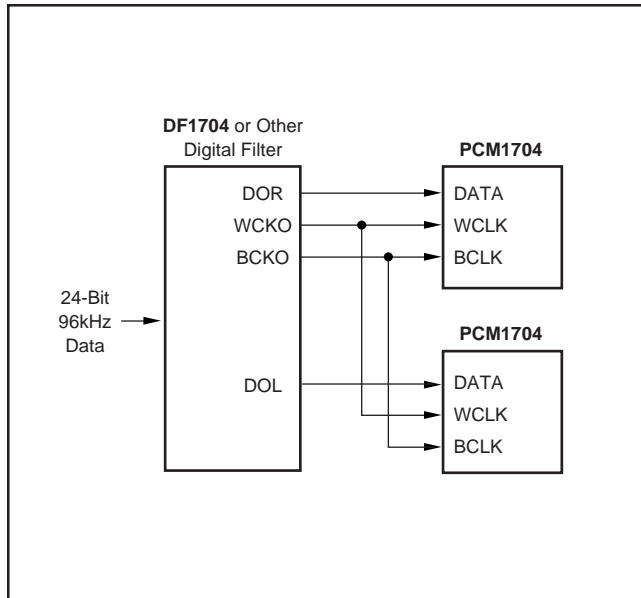 DF1704 or Other
Digital Filter
DOR
WCKO
BCKO
DOL
24-Bit
96kHz
Data
PCM1704
DATA
WCLK
BCLK
PCM1704
DATA
WCLK
BCLK